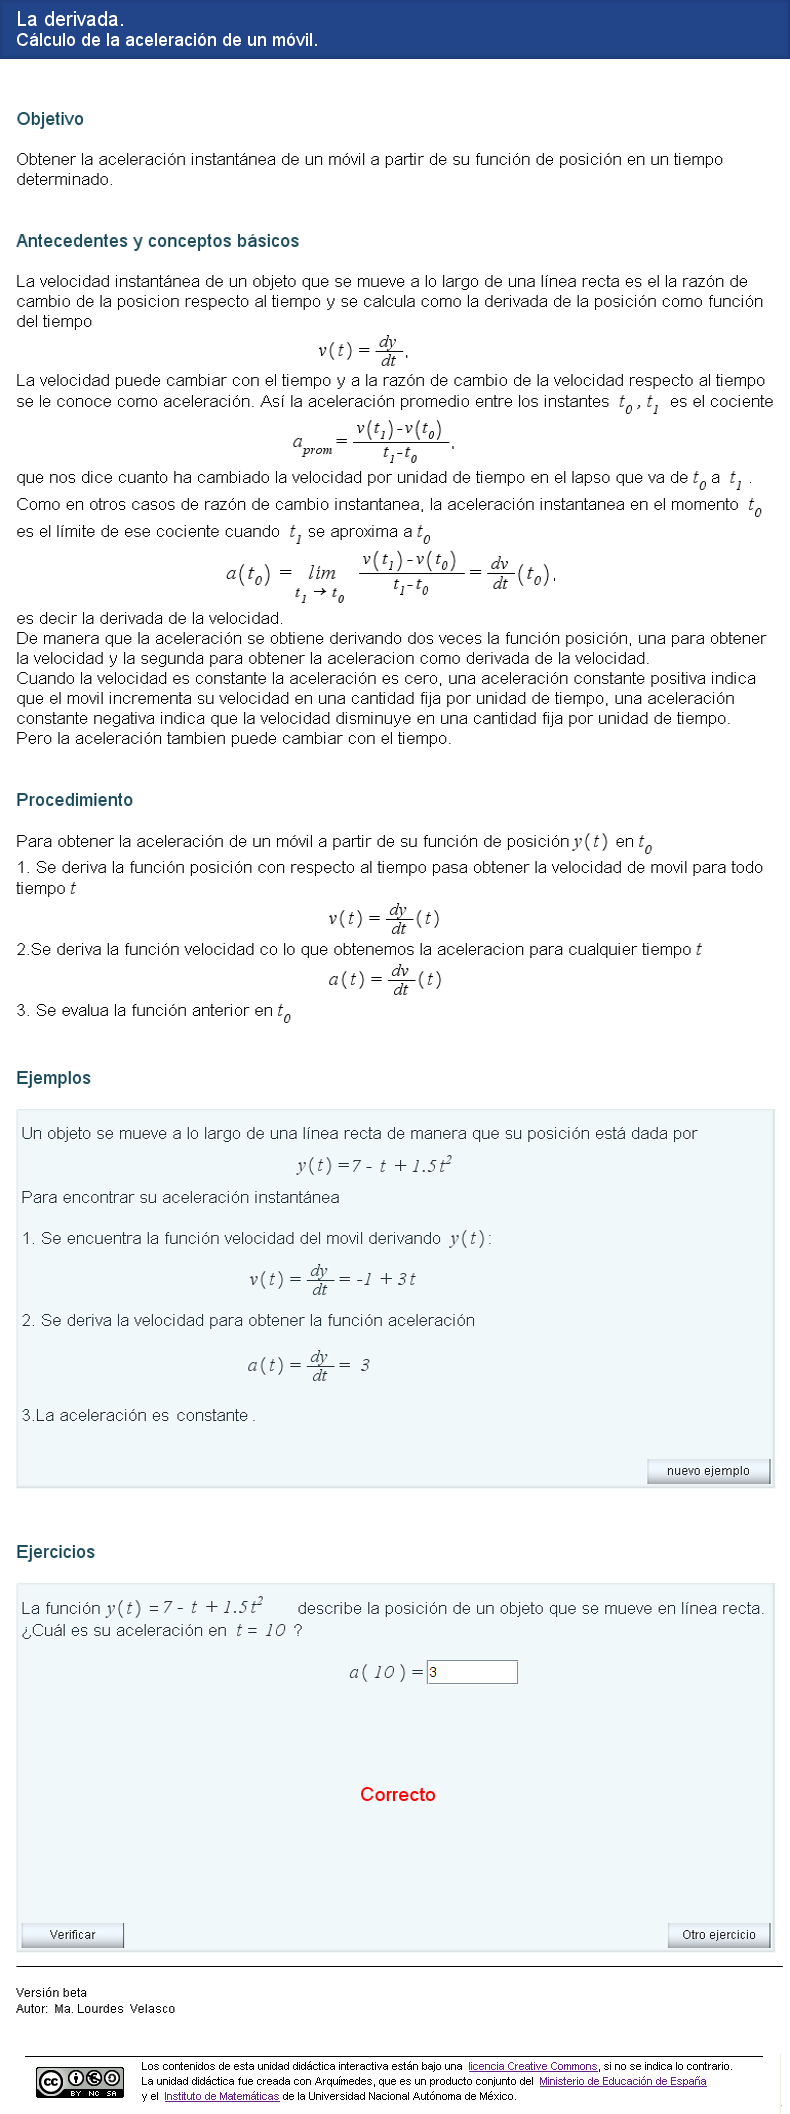 La derivada.
Cálculo de la aceleración de un móvil.
Objetivo
Obtener la aceleración instantánea de un móvil a partir de su función de posición en un tiempo
determinado.
Antecedentes y conceptos básicos
La velocidad instantánea de un objeto que se mueve a lo largo de una línea recta es el la razón de
cambio de la posicion respecto al tiempo y se calcula como la derivada de la posición como función
del tiempo
v(t) = dy/dt.
La velocidad puede cambiar con el tiempo y a la razón de cambio de la velocidad respecto al tiempo
se le conoce como aceleración. Así la aceleración promedio entre los instantes t_0 , t_1 es el cociente
a_prom = (v(t_1)-v(t_0))/(t_1-t_0).
que nos dice cuanto ha cambiado la velocidad por unidad de tiempo en el lapso que va de t_0 a t_1 .
Como en otros casos de razón de cambio instantanea, la aceleración instantanea en el momento t_0
es el límite de ese cociente cuando t_1 se aproxima a t_0
a(t_0) = lím t_1 → t_0 (v(t_1)-v(t_0))/(t_1-t_0) = dv/dt (t_0).
es decir la derivada de la velocidad.
De manera que la aceleración se obtiene derivando dos veces la función posición, una para obtener
la velocidad y la segunda para obtener la aceleracion como derivada de la velocidad.
Cuando la velocidad es constante la aceleración es cero, una aceleración constante positiva indica
que el movil incrementa su velocidad en una cantidad fija por unidad de tiempo, una aceleración
constante negativa indica que la velocidad disminuye en una cantidad fija por unidad de tiempo.
Pero la aceleración tambien puede cambiar con el tiempo.
Procedimiento
Para obtener la aceleración de un móvil a partir de su función de posición y(t) en t_0
1. Se deriva la función posición con respecto al tiempo pasa obtener la velocidad de movil para todo
tiempo t
v(t) = dy/dt (t)
2.Se deriva la función velocidad co lo que obtenemos la aceleracion para cualquier tiempo t
a(t) = dv/dt (t)
3. Se evalua la función anterior en t_0
Ejemplos
Un objeto se mueve a lo largo de una línea recta de manera que su posición está dada por
y(t) = 7 - t + 1.5t²
Para encontrar su aceleración instantánea
1. Se encuentra la función velocidad del movil derivando y(t):
v(t) = dy/dt = -1 + 3t
2. Se deriva la velocidad para obtener la función aceleración
a(t) = dy/dt = 3
3.La aceleración es constante .
nuevo ejemplo
Ejercicios
La función y(t) = 7 - t + 1.5t² describe la posición de un objeto que se mueve en línea recta.
¿Cuál es su aceleración en t = 10 ?
a( 10 ) = 3
Correcto
Verificar
Otro ejercicio
Versión beta
Autor: Ma. Lourdes Velasco
Los contenidos de esta unidad didáctica interactiva están bajo una licencia Creative Commons, si no se indica lo contrario.
La unidad didáctica fue creada con Arquímedes, que es un producto conjunto del Ministerio de Educación de España
y el Instituto de Matemáticas de la Universidad Nacional Autónoma de México.
cc BY NC SA